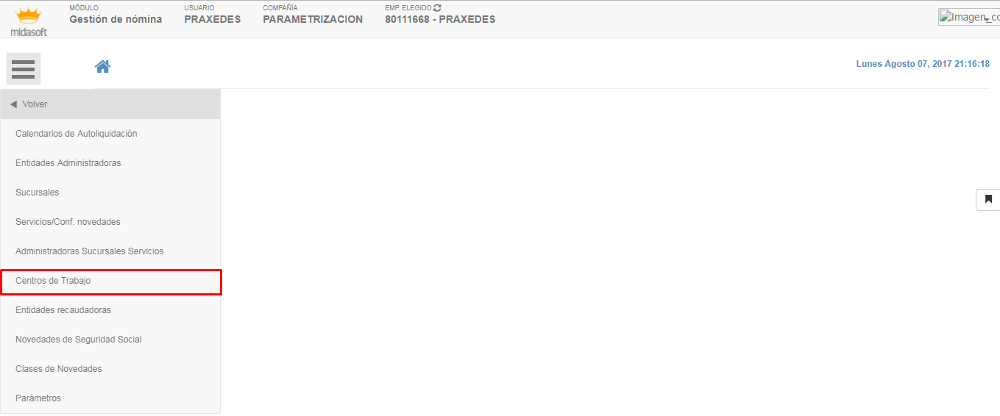 midasoft
MÓDULO
Gestión de nómina
USUARIO
PRAXEDES
COMPAÑÍA
PARAMETRIZACION
EMP. ELEGIDO
80111668 - PRAXEDES
Imagen_co
Lunes Agosto 07, 2017 21:16:18
Volver
Calendarios de Autoliquidación
Entidades Administradoras
Sucursales
Servicios/Conf. novedades
Administradoras Sucursales Servicios
Centros de Trabajo
Entidades recaudadoras
Novedades de Seguridad Social
Clases de Novedades
Parámetros